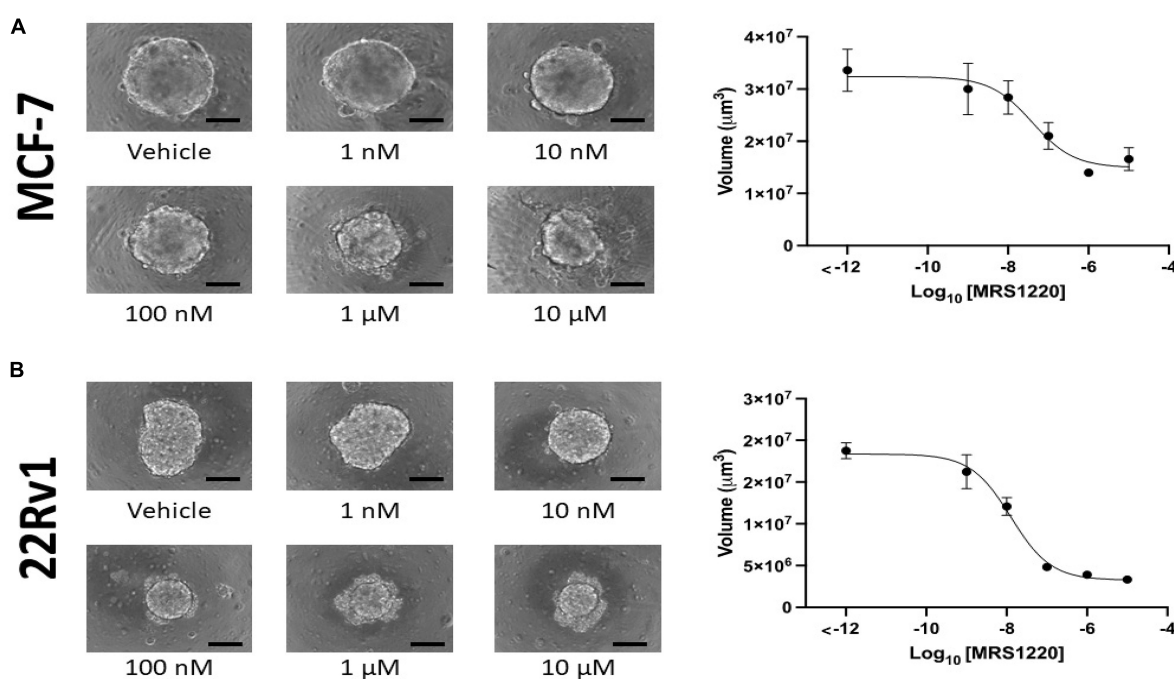 A
MCF-7
Vehicle
1 nM
10 nM
100 nM
1 µM
10 µM
4×10⁷
3×10⁷
2×10⁷
1×10⁷
0
Volume (µm³)
<-12
-10
-8
-6
-4
Log₁₀ [MRS1220]
B
22Rv1
Vehicle
1 nM
10 nM
100 nM
1 µM
10 µM
3×10⁷
2×10⁷
2×10⁷
1×10⁷
5×10⁶
0
Volume (µm³)
<-12
-10
-8
-6
-4
Log₁₀ [MRS1220]